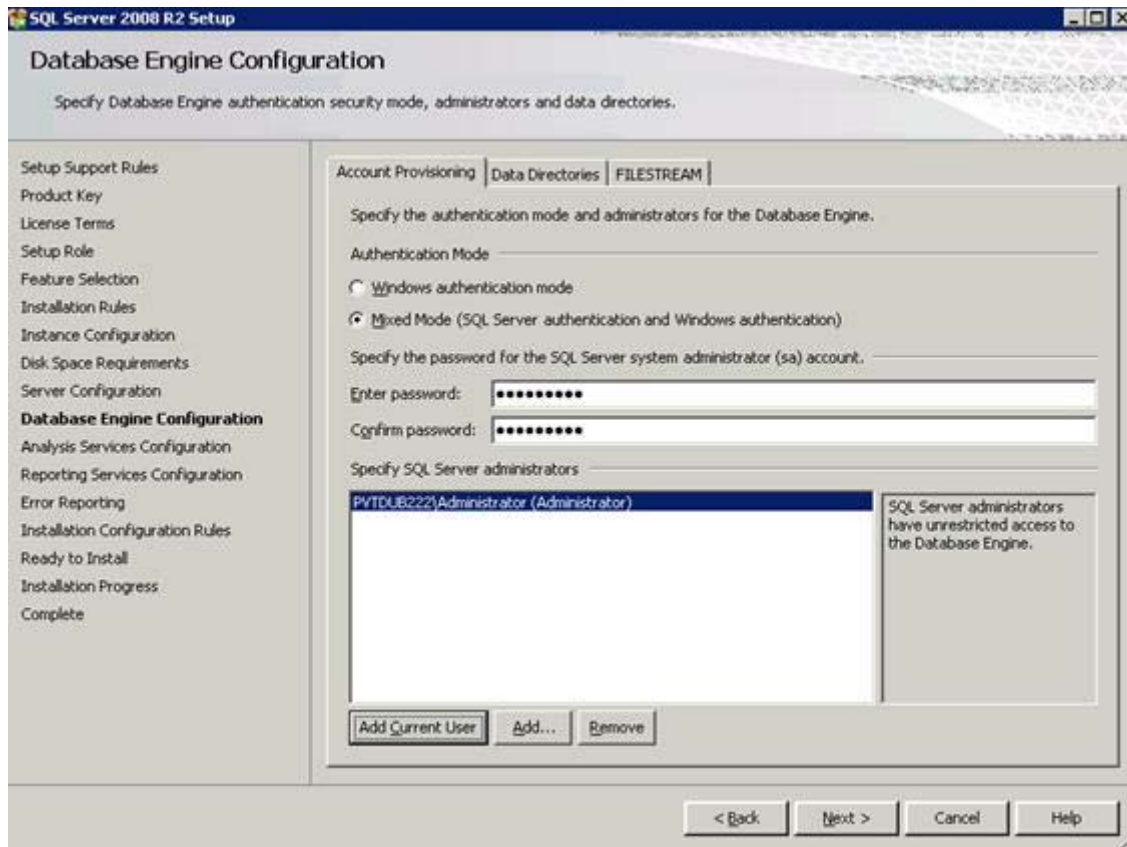 SQL Server 2008 R2 Setup
Database Engine Configuration
Specify Database Engine authentication security mode, administrators and data directories.
Setup Support Rules
Product Key
License Terms
Setup Role
Feature Selection
Installation Rules
Instance Configuration
Disk Space Requirements
Server Configuration
Database Engine Configuration
Analysis Services Configuration
Reporting Services Configuration
Error Reporting
Installation Configuration Rules
Ready to Install
Installation Progress
Complete
Account Provisioning Data Directories FILESTREAM
Specify the authentication mode and administrators for the Database Engine.
Authentication Mode
Windows authentication mode
Mixed Mode (SQL Server authentication and Windows authentication)
Specify the password for the SQL Server system administrator (sa) account.
Enter password: ●●●●●●●●●
Confirm password: ●●●●●●●●●
Specify SQL Server administrators
PVTDUB222\Administrator (Administrator)
SQL Server administrators
have unrestricted access to
the Database Engine.
Add Current User Add... Remove
< Back Next > Cancel Help